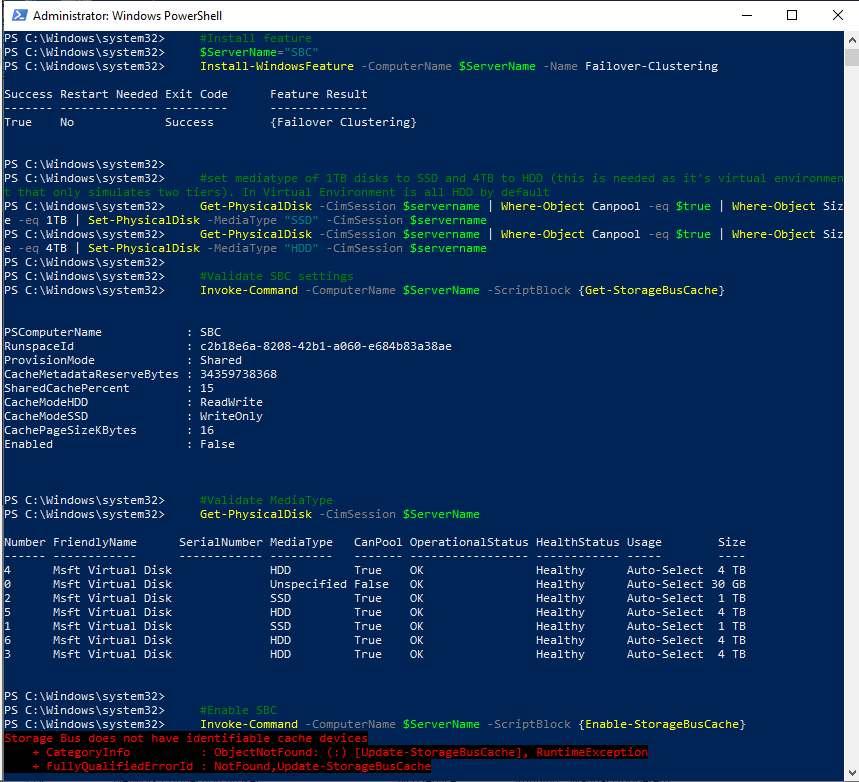 Administrator: Windows PowerShell
PS C:\Windows\system32>     #Install feature
PS C:\Windows\system32>     $ServerName="SBC"
PS C:\Windows\system32>     Install-WindowsFeature -ComputerName $ServerName -Name Failover-Clustering
Success Restart Needed Exit Code      Feature Result
------- -------------- ---------      --------------
True    No             Success        {Failover Clustering}
PS C:\Windows\system32>
PS C:\Windows\system32>     #set mediatype of 1TB disks to SSD and 4TB to HDD (this is needed as it's virtual environmen
t that only simulates two tiers). In Virtual Environment is all HDD by default
PS C:\Windows\system32>     Get-PhysicalDisk -CimSession $servername | Where-Object Canpool -eq $true | Where-Object Siz
e -eq 1TB | Set-PhysicalDisk -MediaType "SSD" -CimSession $servername
PS C:\Windows\system32>     Get-PhysicalDisk -CimSession $servername | Where-Object Canpool -eq $true | Where-Object Siz
e -eq 4TB | Set-PhysicalDisk -MediaType "HDD" -CimSession $servername
PS C:\Windows\system32>
PS C:\Windows\system32>     #Validate SBC settings
PS C:\Windows\system32>     Invoke-Command -ComputerName $ServerName -ScriptBlock {Get-StorageBusCache}
PSComputerName            : SBC
RunspaceId                : c2b18e6a-8208-42b1-a060-e684b83a38ae
ProvisionMode             : Shared
CacheMetadataReserveBytes : 34359738368
SharedCachePercent        : 15
CacheModeHDD              : ReadWrite
CacheModeSSD              : WriteOnly
CachePageSizeKBytes       : 16
Enabled                   : False
PS C:\Windows\system32>     #Validate MediaType
PS C:\Windows\system32>     Get-PhysicalDisk -CimSession $ServerName
Number FriendlyName      SerialNumber MediaType   CanPool OperationalStatus HealthStatus Usage        Size
------ ------------      ------------ ---------   ------- ----------------- ------------ -----        ----
4      Msft Virtual Disk              HDD         True    OK                Healthy      Auto-Select  4 TB
0      Msft Virtual Disk              Unspecified False   OK                Healthy      Auto-Select 30 GB
2      Msft Virtual Disk              SSD         True    OK                Healthy      Auto-Select  1 TB
5      Msft Virtual Disk              HDD         True    OK                Healthy      Auto-Select  4 TB
1      Msft Virtual Disk              SSD         True    OK                Healthy      Auto-Select  1 TB
6      Msft Virtual Disk              HDD         True    OK                Healthy      Auto-Select  4 TB
3      Msft Virtual Disk              HDD         True    OK                Healthy      Auto-Select  4 TB
PS C:\Windows\system32>
PS C:\Windows\system32>     #Enable SBC
PS C:\Windows\system32>     Invoke-Command -ComputerName $ServerName -ScriptBlock {Enable-StorageBusCache}
Storage Bus does not have identifiable cache devices
    + CategoryInfo          : ObjectNotFound: (:) [Update-StorageBusCache], RuntimeException
    + FullyQualifiedErrorId : NotFound,Update-StorageBusCache